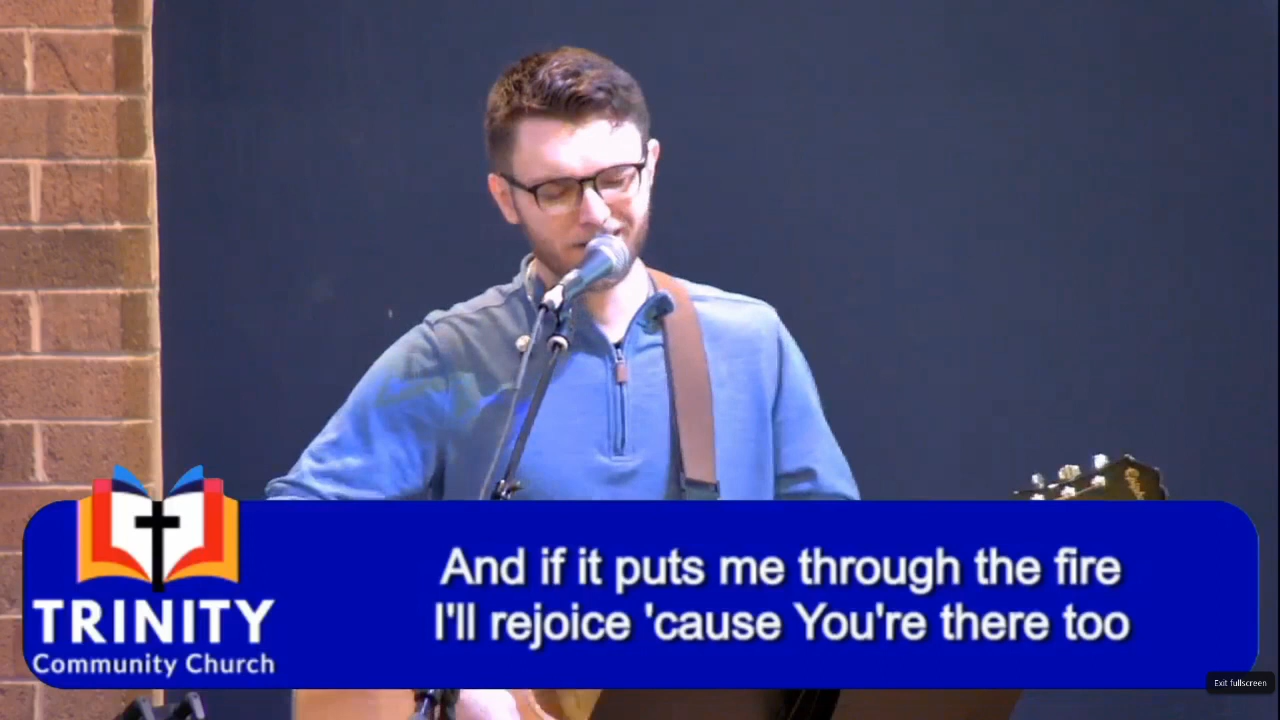 And if it puts me through the fire
I'll rejoice 'cause You're there too
TRINITY
Community Church
Exit fullscreen